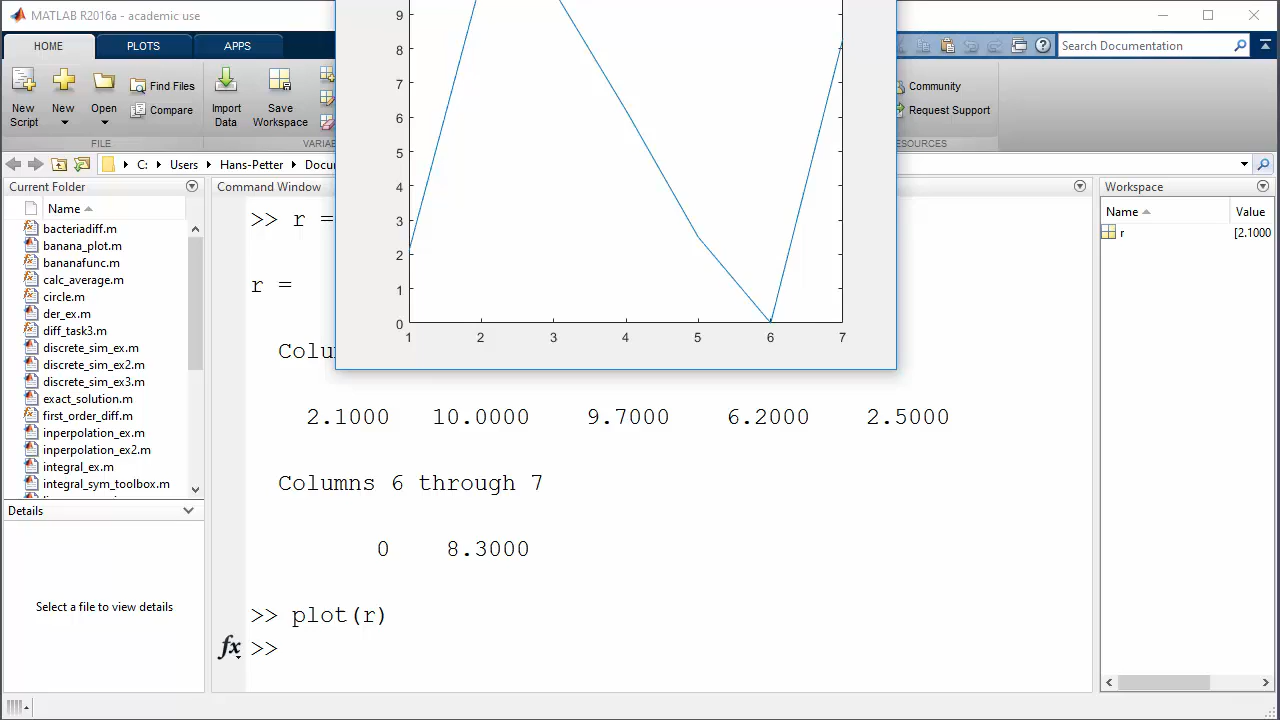 MATLAB R2016a - academic use
HOME PLOTS APPS
Search Documentation
New Script
New
Open
Find Files
Compare
Import Data
Save Workspace
Community
Request Support
FILE
C: Users Hans-Petter
Current Folder
Name
bacteriadiff.m
banana_plot.m
bananafunc.m
calc_average.m
circle.m
der_ex.m
diff_task3.m
discrete_sim_ex.m
discrete_sim_ex2.m
discrete_sim_ex3.m
exact_solution.m
first_order_diff.m
inperpolation_ex.m
inperpolation_ex2.m
integral_ex.m
integral_sym_toolbox.m
Details
Select a file to view details
Command Window
>> r =
r =
2.1000 10.0000 9.7000 6.2000 2.5000
Columns 6 through 7
0 8.3000
>> plot(r)
fx >>
9
8
7
6
5
4
3
2
1
0
1 2 3 4 5 6 7
Workspace
Name Value
r [2.1000